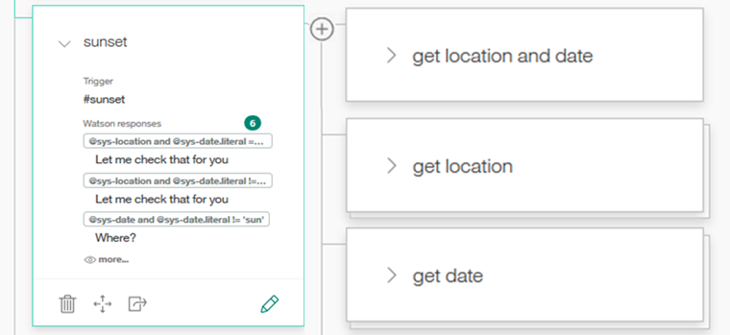 sunset
Trigger
#sunset
Watson responses
6
@sys-location and @sys-date.literal =...
Let me check that for you
@sys-location and @sys-date.literal !=...
Let me check that for you
@sys-date and @sys-date.literal != 'sun'
Where?
more...
get location and date
get location
get date